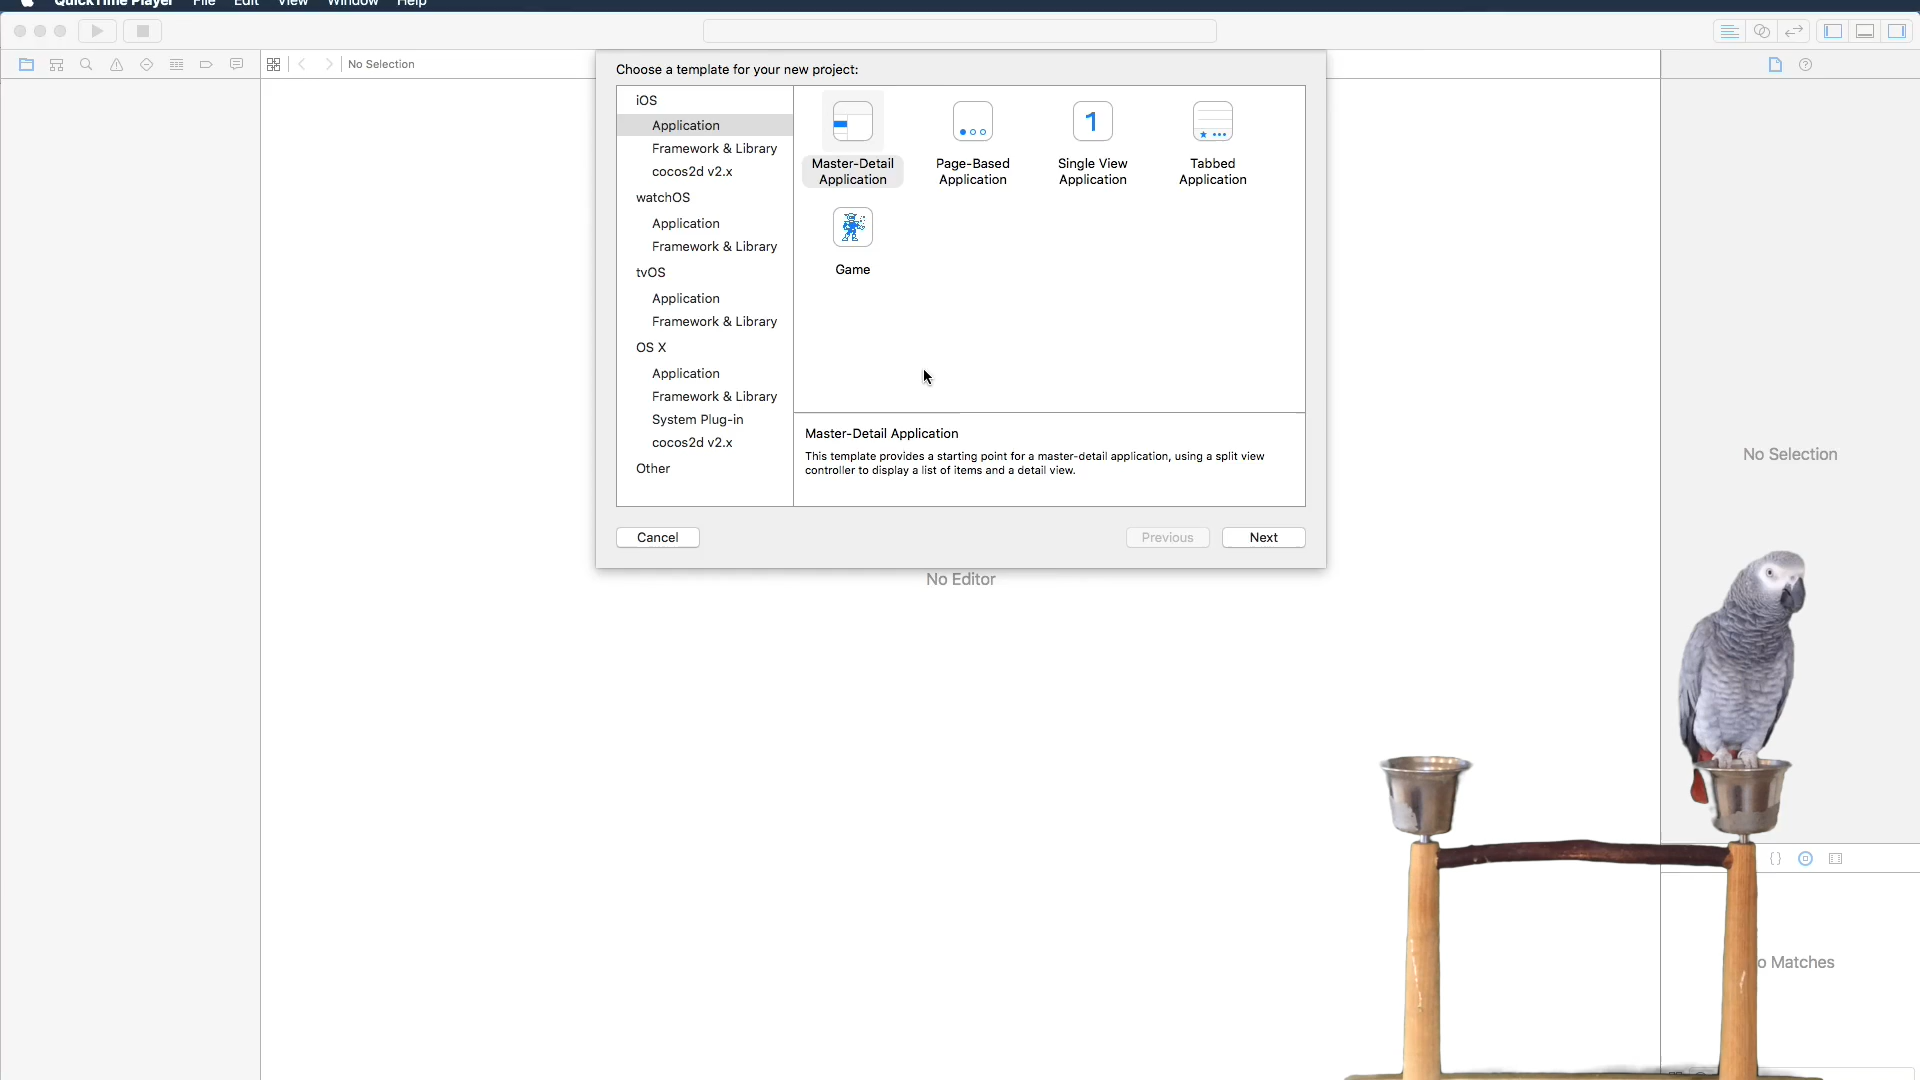 QuickTime Player File Edit View Window Help
No Selection
Choose a template for your new project:
iOS
Application
Framework & Library
cocos2d v2.x
watchOS
Application
Framework & Library
tvOS
Application
Framework & Library
OS X
Application
Framework & Library
System Plug-in
cocos2d v2.x
Other
Master-Detail
Application
Page-Based
Application
1
Single View
Application
Tabbed
Application
Game
Master-Detail Application
This template provides a starting point for a master-detail application, using a split view
controller to display a list of items and a detail view.
Cancel
Previous
Next
No Editor
No Selection
{}
o Matches